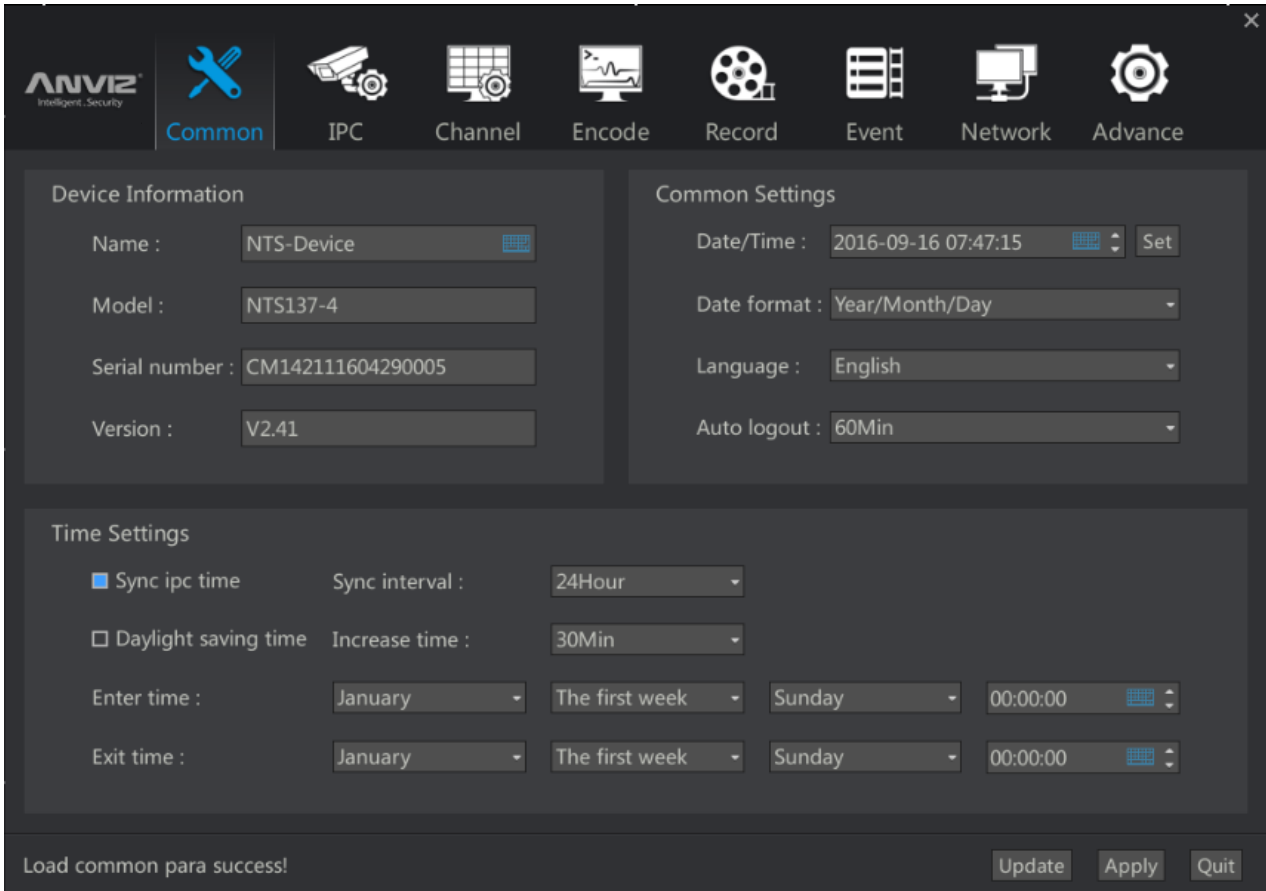 ANVIZ
Intelligent.Security
Common IPC Channel Encode Record Event Network Advance
Device Information
Name : NTS-Device
Model : NTS137-4
Serial number : CM142111604290005
Version : V2.41
Common Settings
Date/Time : 2016-09-16 07:47:15 Set
Date format : Year/Month/Day
Language : English
Auto logout : 60Min
Time Settings
Sync ipc time Sync interval : 24Hour
Daylight saving time Increase time : 30Min
Enter time : January The first week Sunday 00:00:00
Exit time : January The first week Sunday 00:00:00
Load common para success! Update Apply Quit